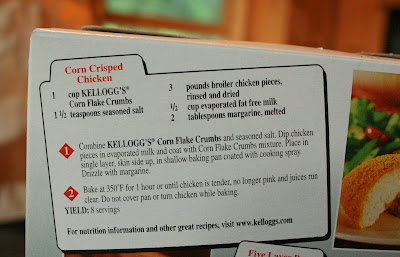 Corn Crisped
Chicken
1 cup KELLOGG'S®
Corn Flake Crumbs
1 1/2 teaspoons seasoned salt
3 pounds broiler chicken pieces,
rinsed and dried
1/2 cup evaporated fat free milk
2 tablespoons margarine, melted
1 Combine KELLOGG'S® Corn Flake Crumbs and seasoned salt. Dip chicken
pieces in evaporated milk and coat with Corn Flake Crumbs mixture. Place in
single layer, skin side up, in shallow baking pan coated with cooking spray.
Drizzle with margarine.
2 Bake at 350°F for 1 hour or until chicken is tender, no longer pink and juices run
clear. Do not cover pan or turn chicken while baking.
YIELD: 8 servings
For nutrition information and other great recipes, visit www.kelloggs.com
Five Layer